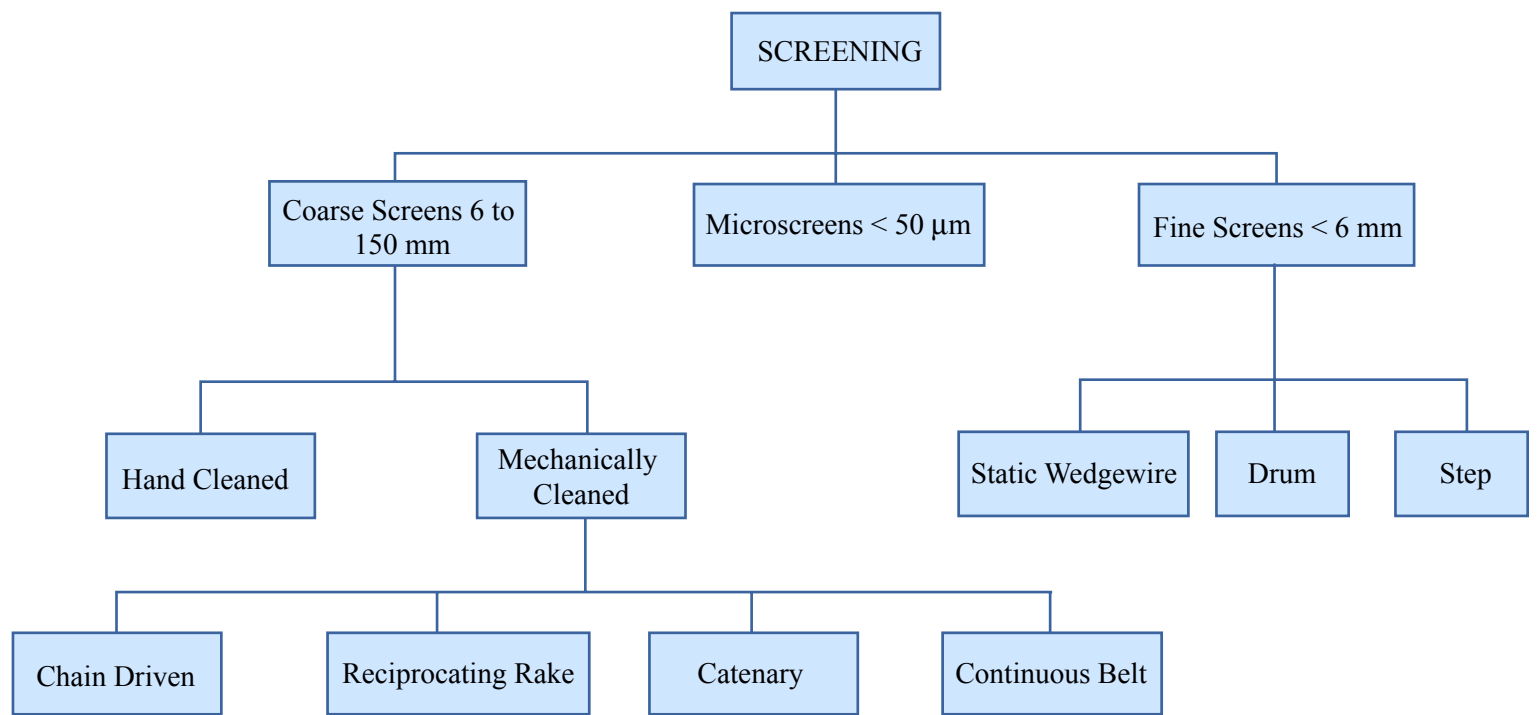 SCREENING
Coarse Screens 6 to
150 mm
Microscreens < 50 μm
Fine Screens < 6 mm
Hand Cleaned
Mechanically
Cleaned
Static Wedgewire
Drum
Step
Chain Driven
Reciprocating Rake
Catenary
Continuous Belt